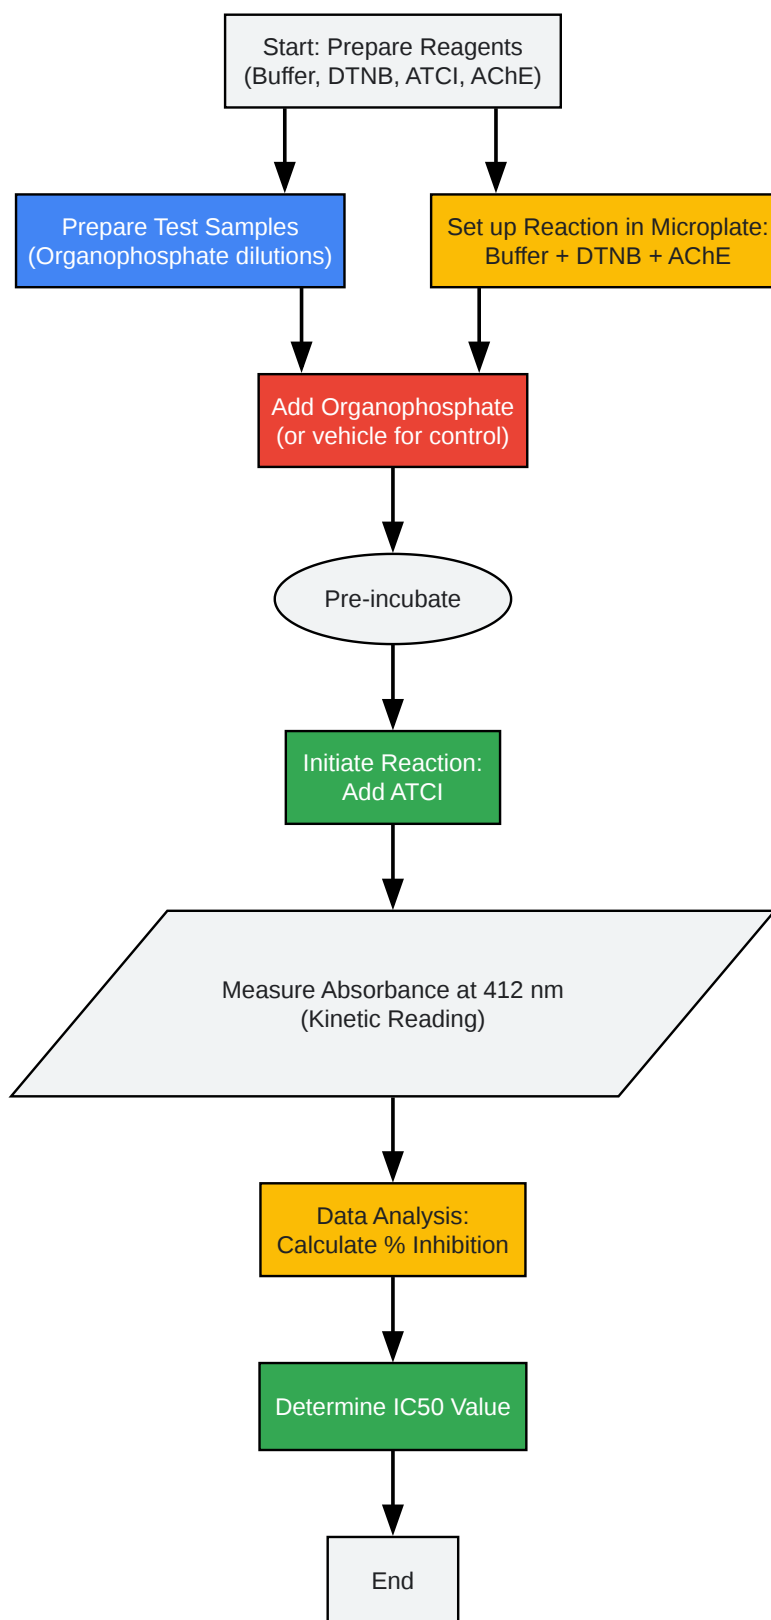 Start: Prepare Reagents
(Buffer, DTNB, ATCI, AChE)
Prepare Test Samples
(Organophosphate dilutions)
Set up Reaction in Microplate:
Buffer + DTNB + AChE
Add Organophosphate
(or vehicle for control)
Pre-incubate
Initiate Reaction:
Add ATCI
Measure Absorbance at 412 nm
(Kinetic Reading)
Data Analysis:
Calculate % Inhibition
Determine IC50 Value
End